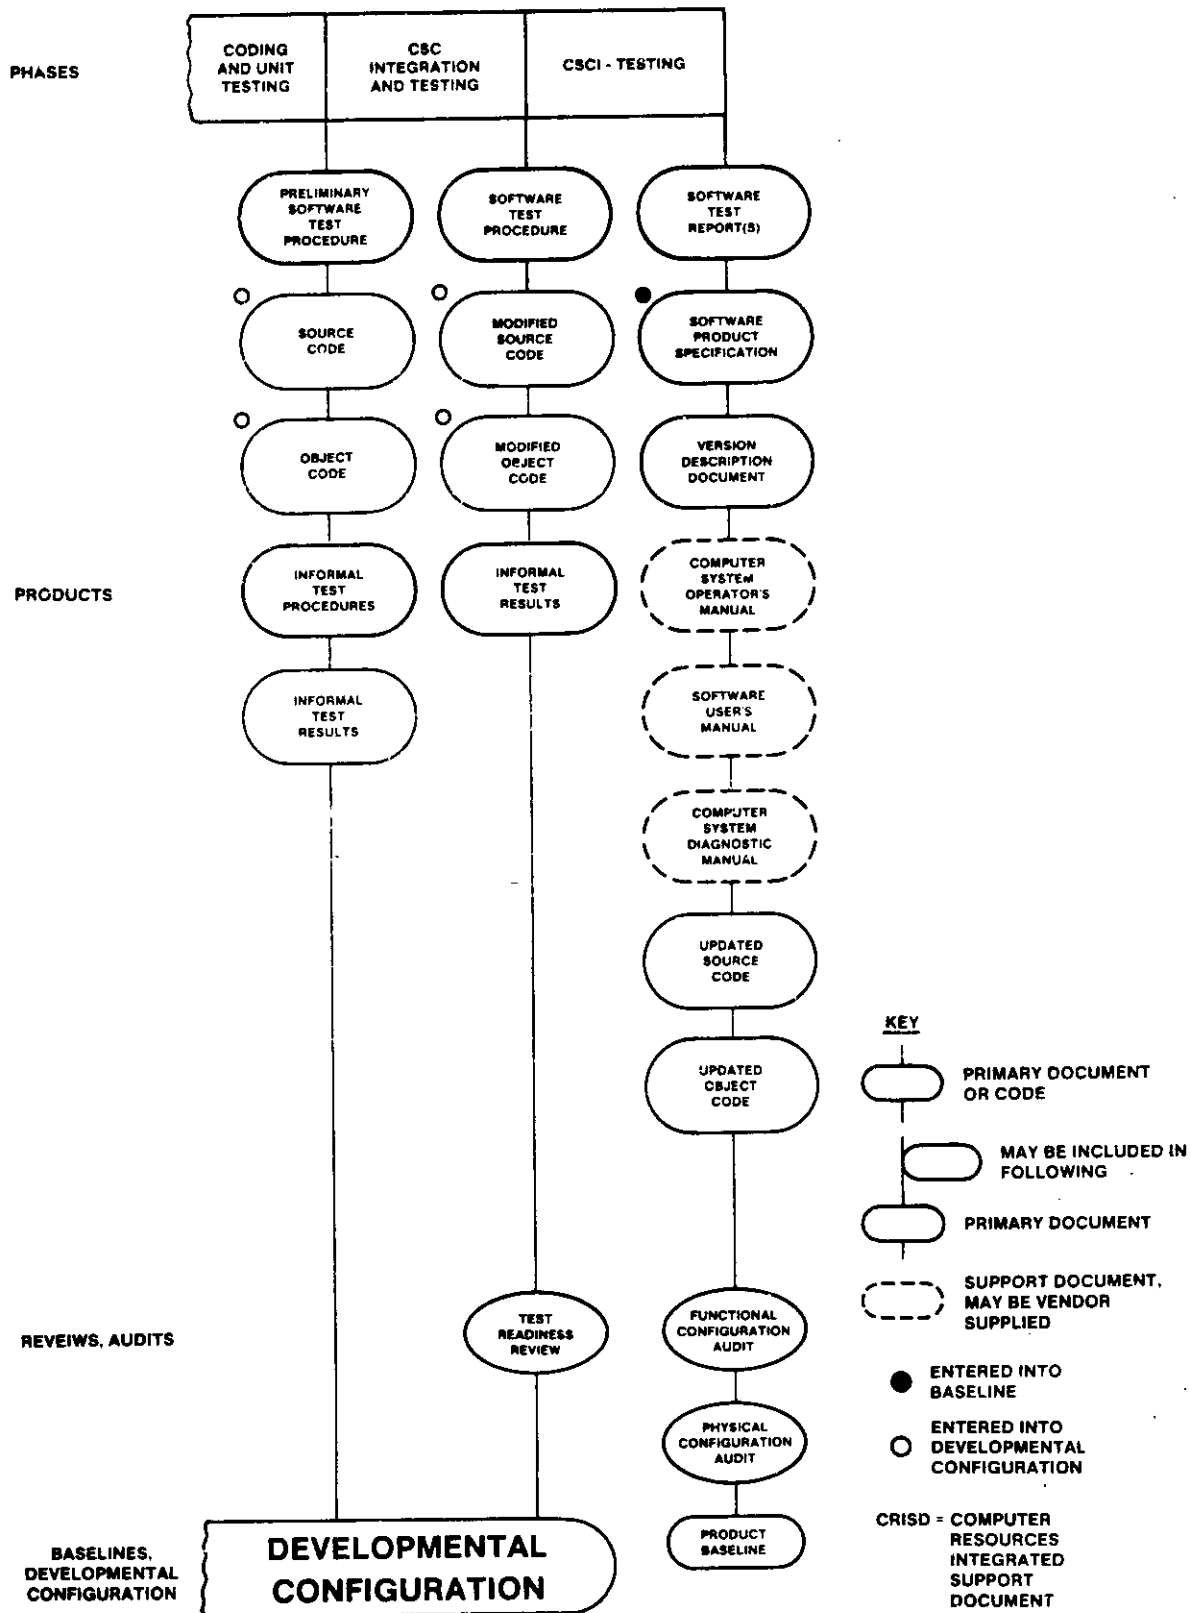 PHASES
CODING
AND UNIT
TESTING
CSC
INTEGRATION
AND TESTING
CSCI - TESTING
PRELIMINARY
SOFTWARE
TEST
PROCEDURE
SOFTWARE
TEST
PROCEDURE
SOFTWARE
TEST
REPORT(S)
SOURCE
CODE
MODIFIED
SOURCE
CODE
SOFTWARE
PRODUCT
SPECIFICATION
OBJECT
CODE
MODIFIED
OBJECT
CODE
VERSION
DESCRIPTION
DOCUMENT
PRODUCTS
INFORMAL
TEST
PROCEDURES
INFORMAL
TEST
RESULTS
COMPUTER
SYSTEM
OPERATOR'S
MANUAL
INFORMAL
TEST
RESULTS
SOFTWARE
USER'S
MANUAL
COMPUTER
SYSTEM
DIAGNOSTIC
MANUAL
UPDATED
SOURCE
CODE
UPDATED
OBJECT
CODE
KEY
PRIMARY DOCUMENT
OR CODE
MAY BE INCLUDED IN
FOLLOWING
PRIMARY DOCUMENT
SUPPORT DOCUMENT,
MAY BE VENDOR
SUPPLIED
ENTERED INTO
BASELINE
ENTERED INTO
DEVELOPMENTAL
CONFIGURATION
CRISD = COMPUTER
RESOURCES
INTEGRATED
SUPPORT
DOCUMENT
REVEIWS, AUDITS
TEST
READINESS
REVIEW
FUNCTIONAL
CONFIGURATION
AUDIT
PHYSICAL
CONFIGURATION
AUDIT
BASELINES,
DEVELOPMENTAL
CONFIGURATION
DEVELOPMENTAL
CONFIGURATION
PRODUCT
BASELINE